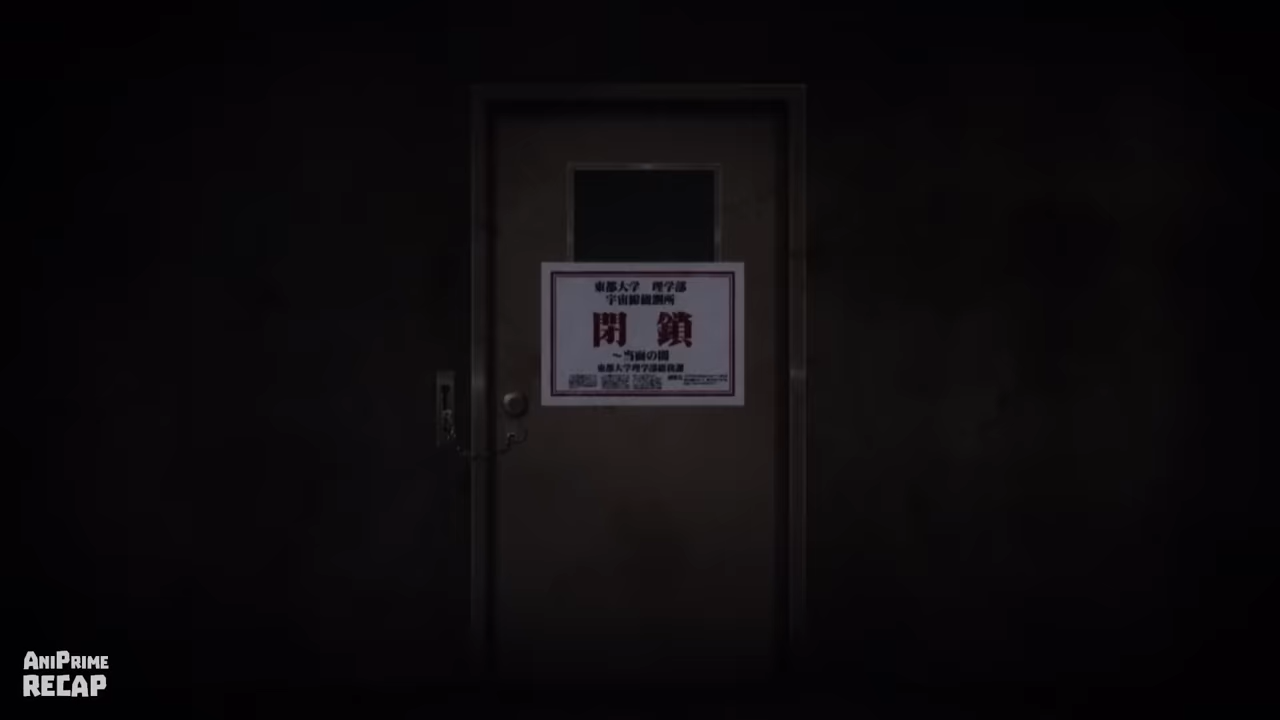 東都大学 理学部
宇宙線観測所
閉鎖
~当面の間
東都大学理学部総務課
ANIPRIME
RECAP